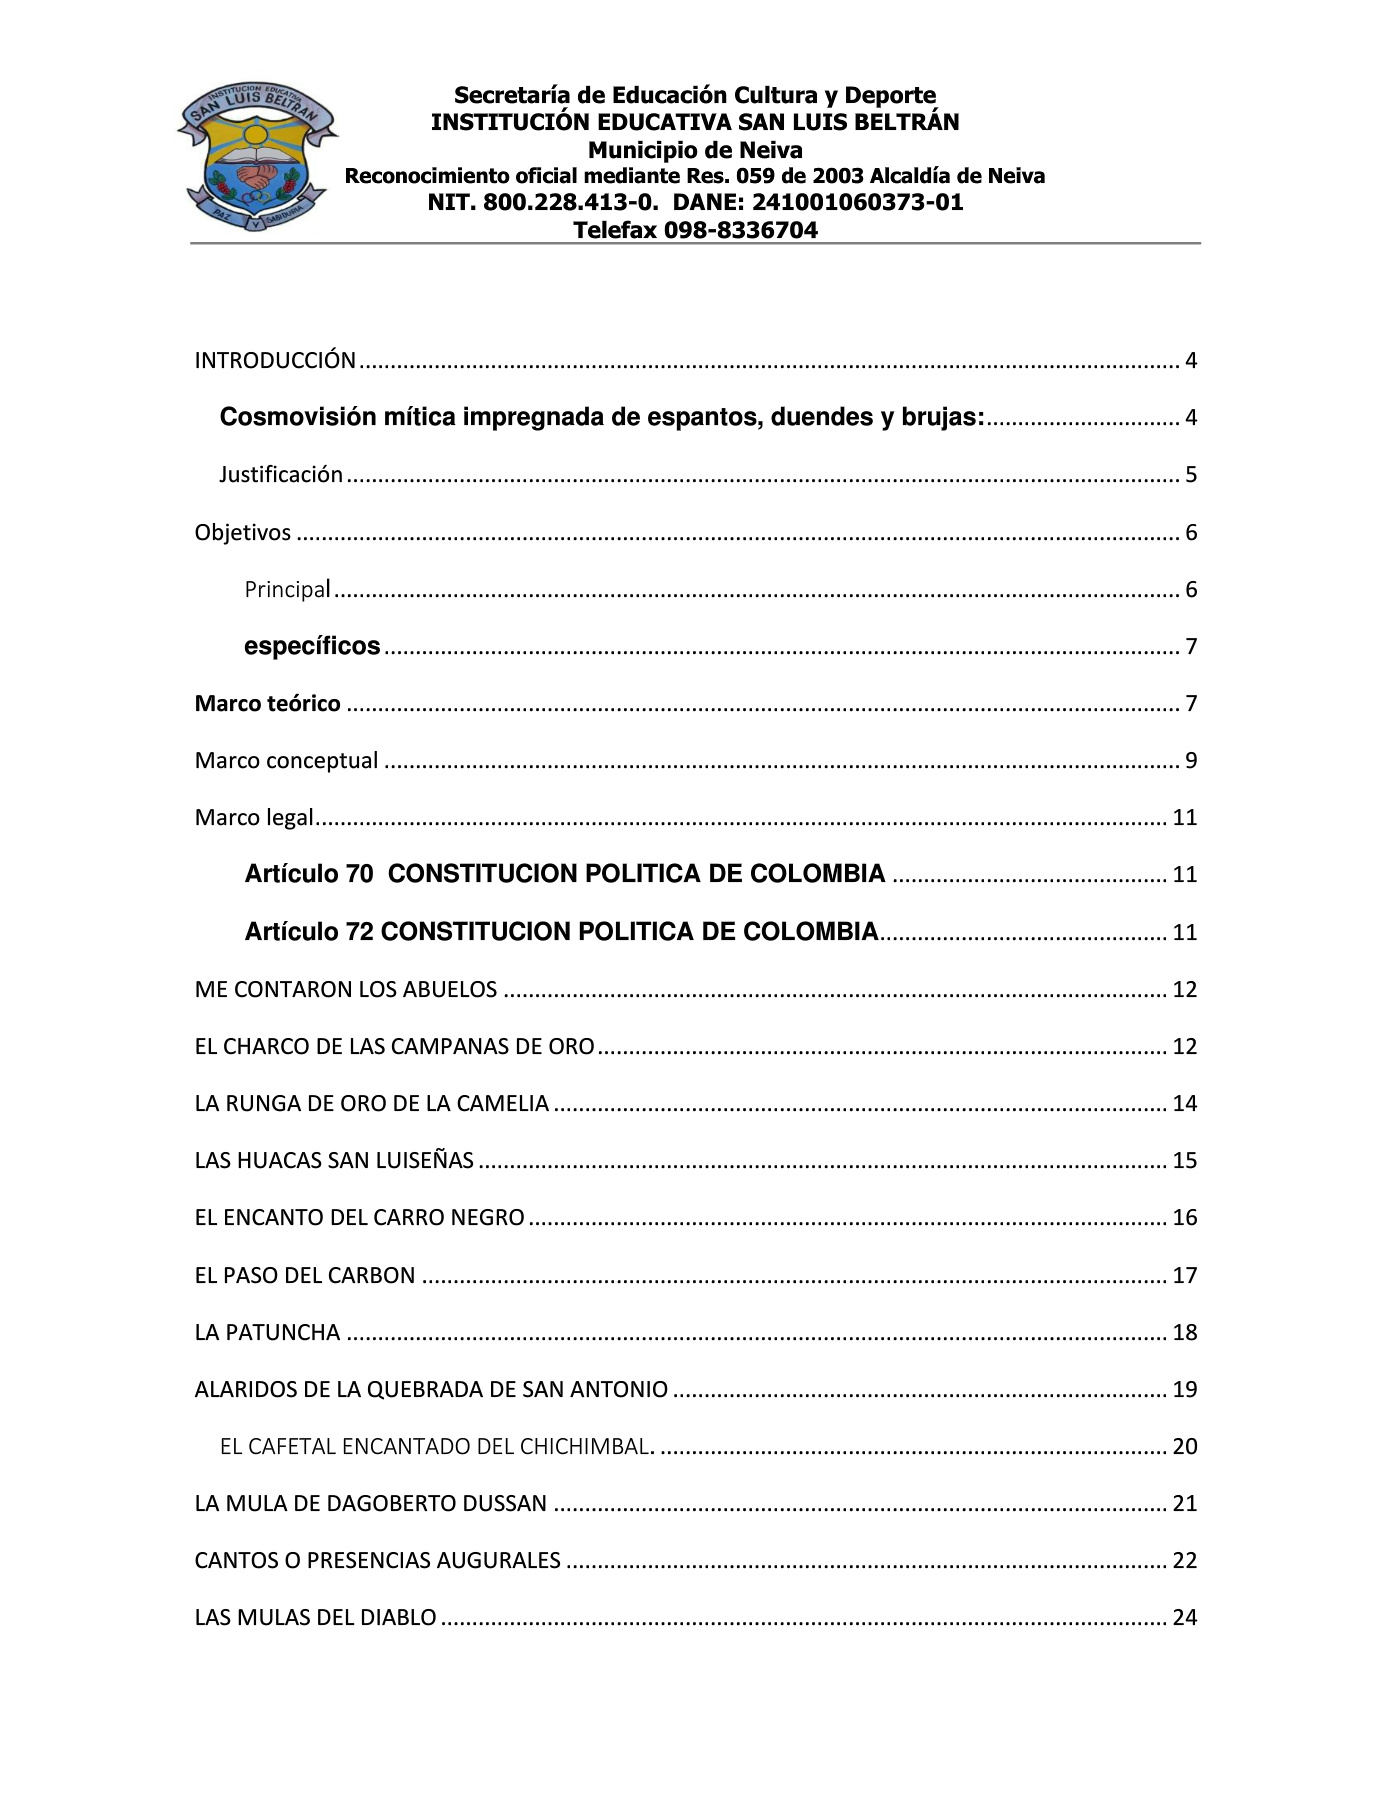 INSTITUCION EDUCATIVA
SAN LUIS BELTRAN
PAZ Y SABIDURIA
Secretaría de Educación Cultura y Deporte
INSTITUCIÓN EDUCATIVA SAN LUIS BELTRÁN
Municipio de Neiva
Reconocimiento oficial mediante Res. 059 de 2003 Alcaldía de Neiva
NIT. 800.228.413-0.  DANE: 241001060373-01
Telefax 098-8336704
INTRODUCCIÓN ........ 4
Cosmovisión mítica impregnada de espantos, duendes y brujas: ........ 4
Justificación ........ 5
Objetivos ........ 6
Principal ........ 6
específicos ........ 7
Marco teórico ........ 7
Marco conceptual ........ 9
Marco legal ........ 11
Artículo 70  CONSTITUCION POLITICA DE COLOMBIA ........ 11
Artículo 72 CONSTITUCION POLITICA DE COLOMBIA ........ 11
ME CONTARON LOS ABUELOS ........ 12
EL CHARCO DE LAS CAMPANAS DE ORO ........ 12
LA RUNGA DE ORO DE LA CAMELIA ........ 14
LAS HUACAS SAN LUISEÑAS ........ 15
EL ENCANTO DEL CARRO NEGRO ........ 16
EL PASO DEL CARBON ........ 17
LA PATUNCHA ........ 18
ALARIDOS DE LA QUEBRADA DE SAN ANTONIO ........ 19
EL CAFETAL ENCANTADO DEL CHICHIMBAL. ........ 20
LA MULA DE DAGOBERTO DUSSAN ........ 21
CANTOS O PRESENCIAS AUGURALES ........ 22
LAS MULAS DEL DIABLO ........ 24